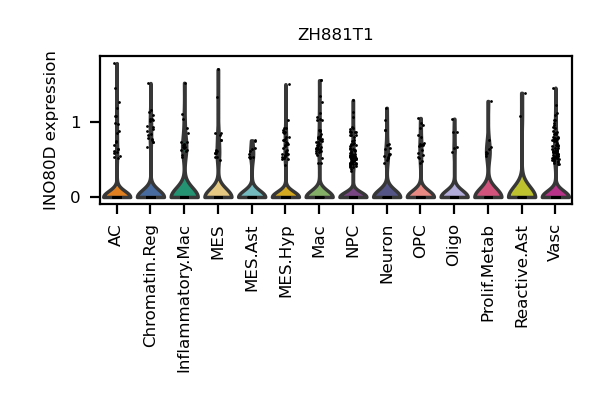 ZH881T1
INO80D expression
1
0
AC
Chromatin.Reg
Inflammatory.Mac
MES
MES.Ast
MES.Hyp
Mac
NPC
Neuron
OPC
Oligo
Prolif.Metab
Reactive.Ast
Vasc